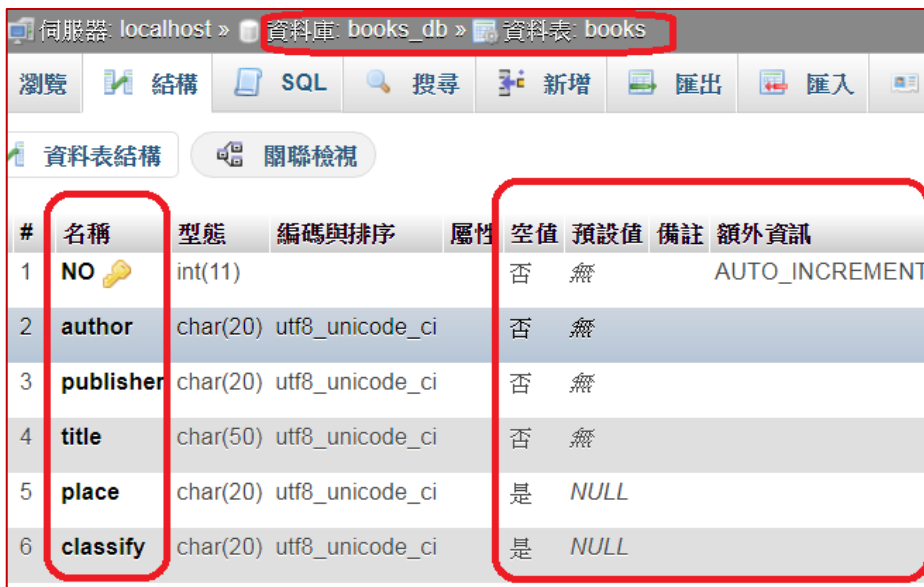 伺服器: localhost » 資料庫: books_db » 資料表: books
瀏覽 結構 SQL 搜尋 新增 匯出 匯入
資料表結構 關聯檢視
# 名稱 型態 編碼與排序 屬性 空值 預設值 備註 額外資訊
1 NO int(11) 否 無 AUTO_INCREMENT
2 author char(20) utf8_unicode_ci 否 無
3 publisher char(20) utf8_unicode_ci 否 無
4 title char(50) utf8_unicode_ci 否 無
5 place char(20) utf8_unicode_ci 是 NULL
6 classify char(20) utf8_unicode_ci 是 NULL